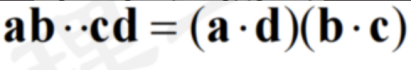 ab··cd = (a·d)(b·c)